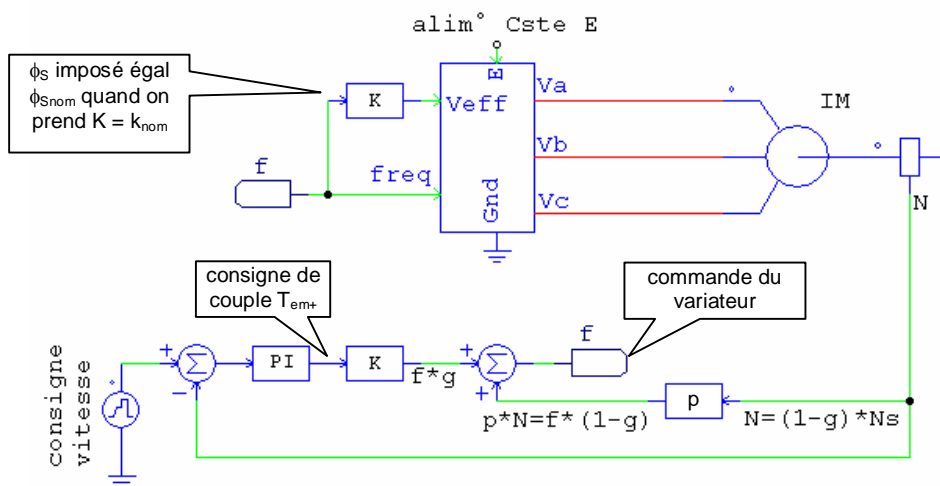 alim° Cste E
ϕS imposé égal
ϕSnom quand on
prend K = knom
K
E
Veff
Va
IM
f
freq
Vb
Gnd
Vc
N
consigne de
couple Tem+
commande du
variateur
f
+
Σ
−
PI
K
f*g
+
Σ
+
p
p*N=f*(1-g)
N=(1-g)*Ns
consigne
vitesse